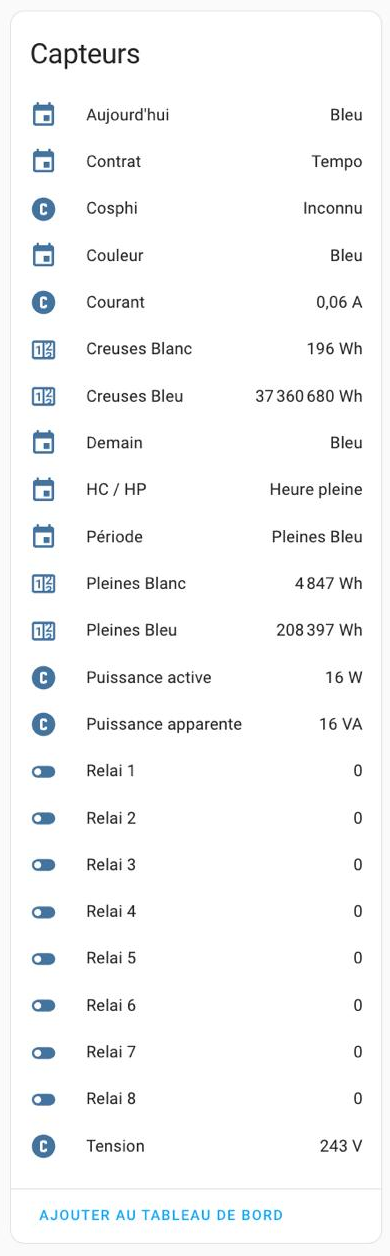 Capteurs
Aujourd'hui Bleu
Contrat Tempo
Cosphi Inconnu
Couleur Bleu
Courant 0,06 A
Creuses Blanc 196 Wh
Creuses Bleu 37 360 680 Wh
Demain Bleu
HC / HP Heure pleine
Période Pleines Bleu
Pleines Blanc 4 847 Wh
Pleines Bleu 208 397 Wh
Puissance active 16 W
Puissance apparente 16 VA
Relai 1 0
Relai 2 0
Relai 3 0
Relai 4 0
Relai 5 0
Relai 6 0
Relai 7 0
Relai 8 0
Tension 243 V
AJOUTER AU TABLEAU DE BORD